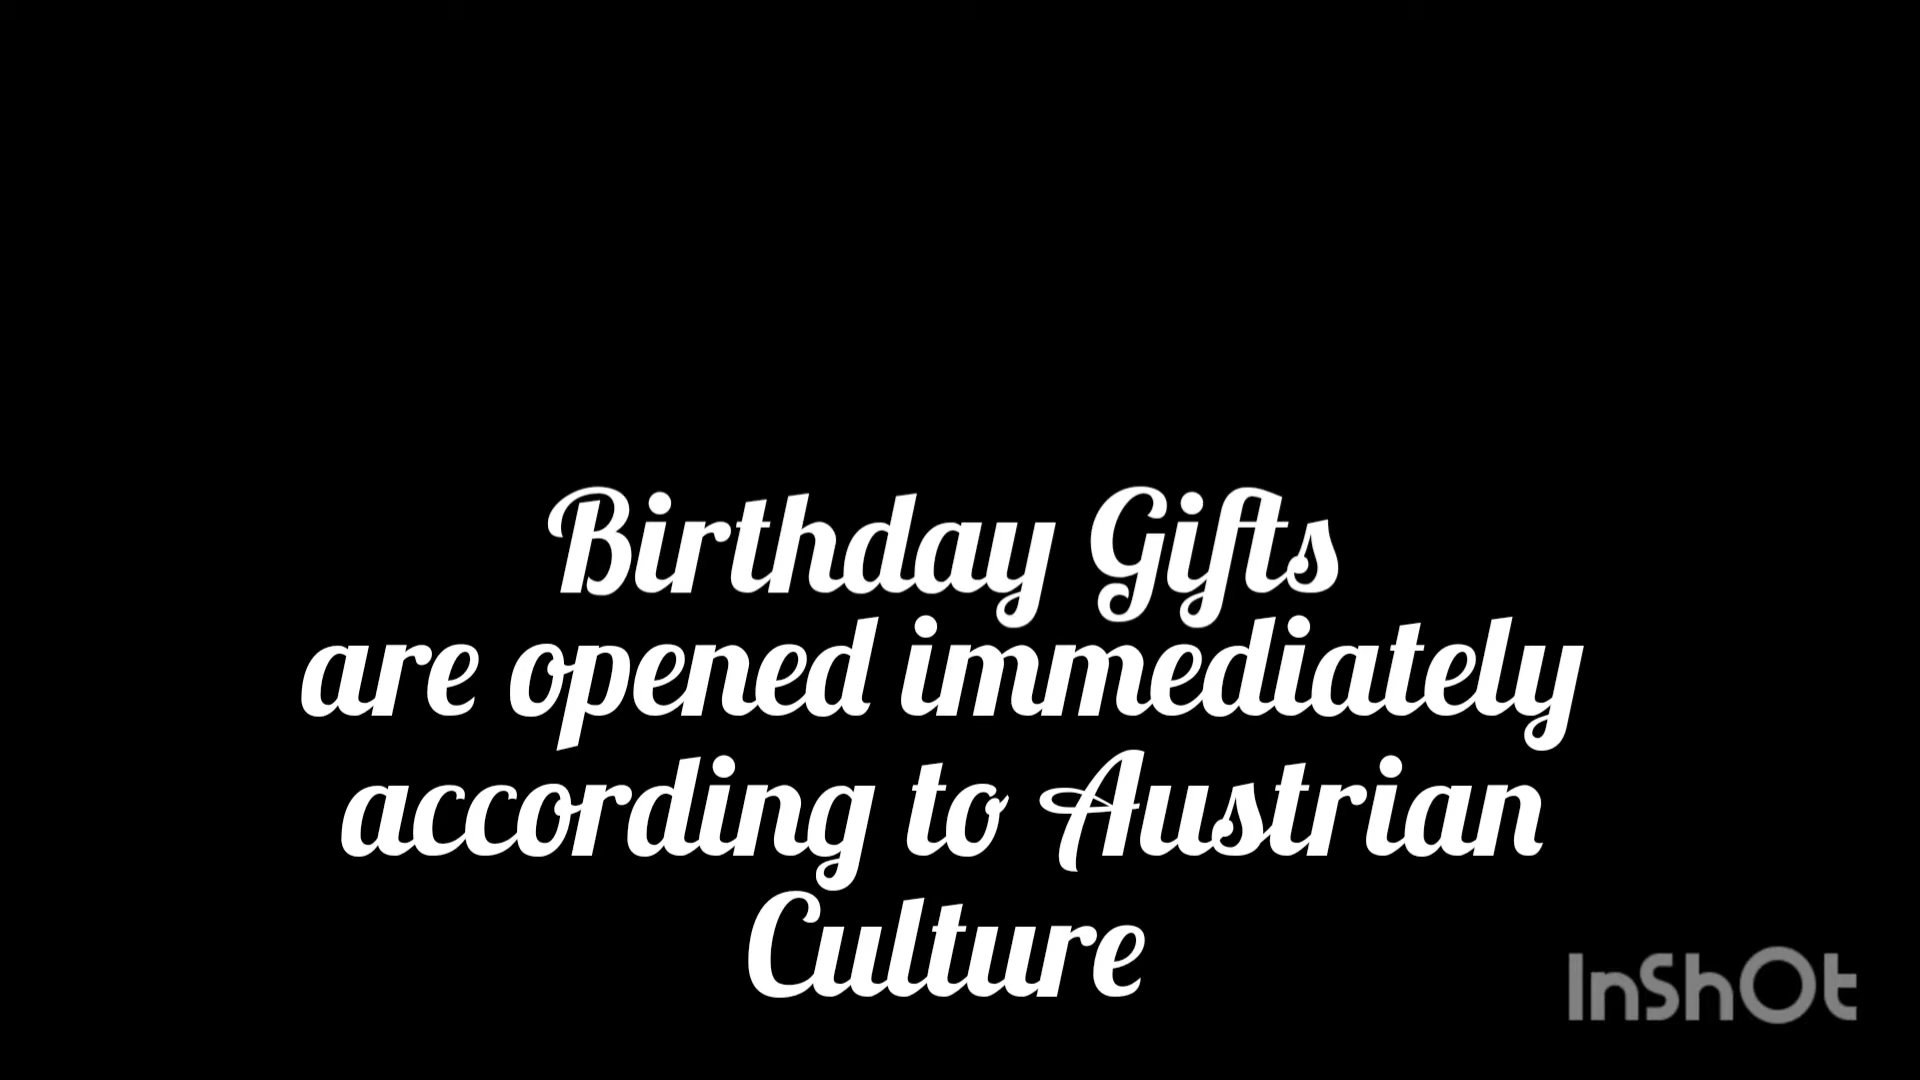 Birthday Gifts
are opened immediately
according to Austrian
Culture
InShOt